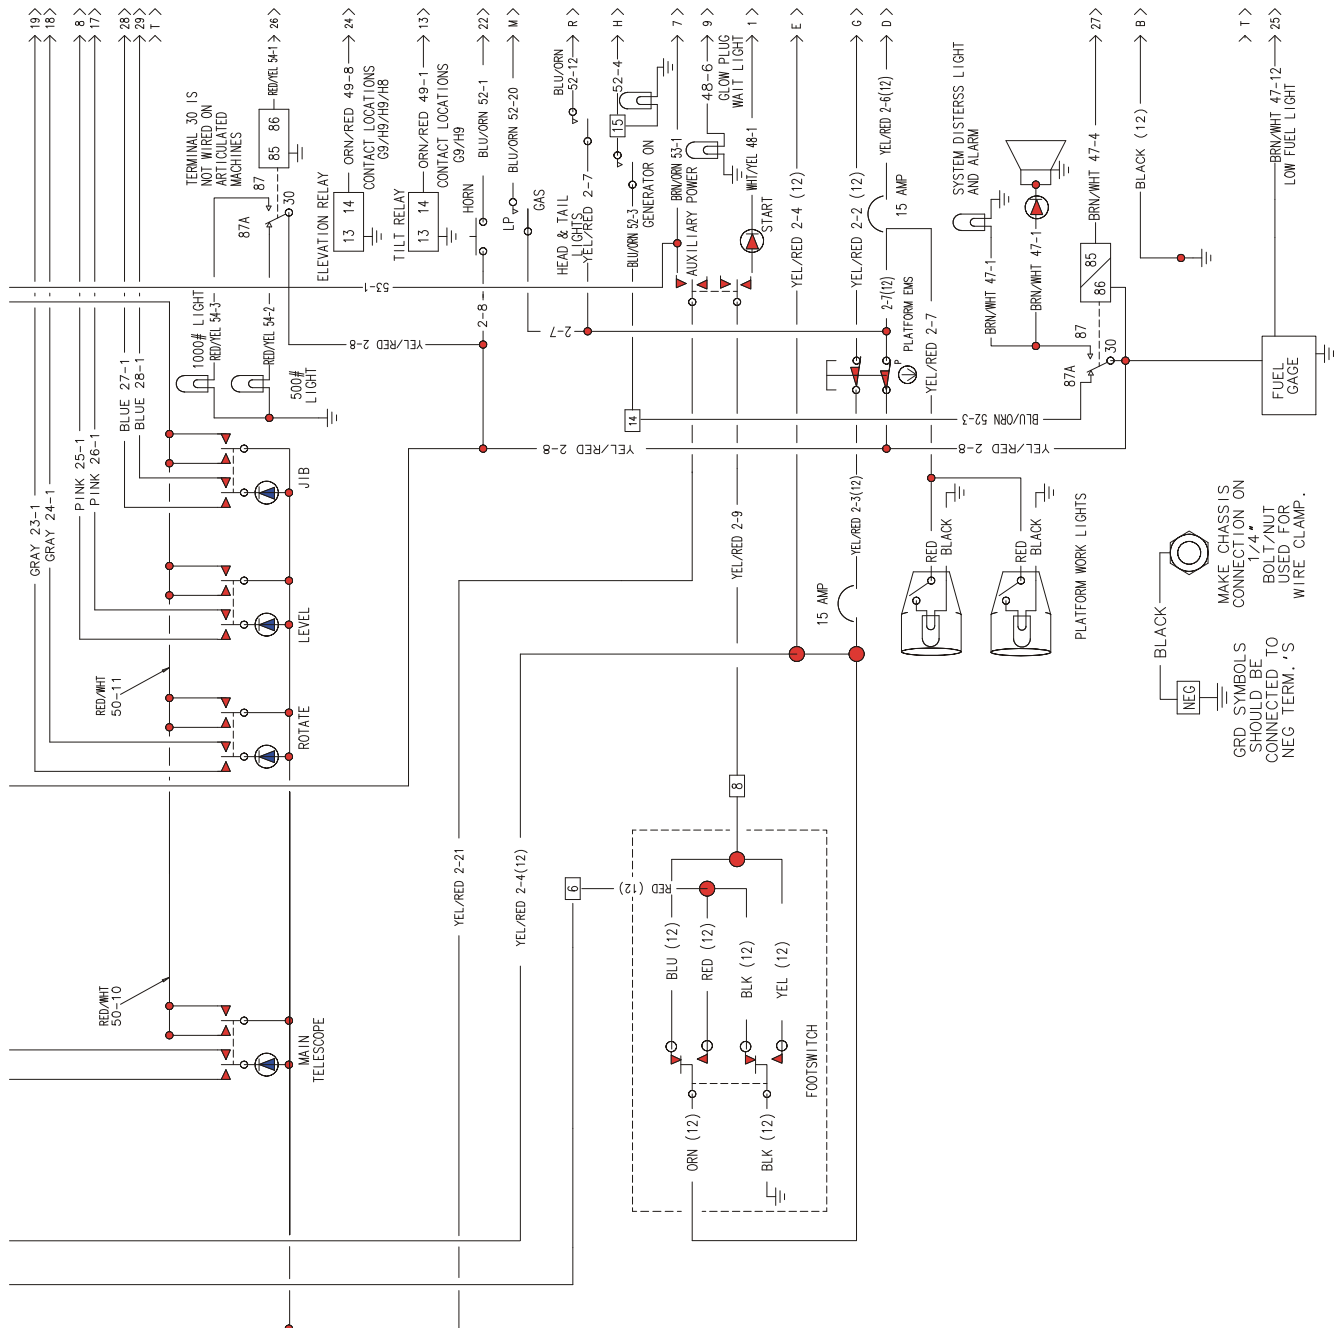 19
18
8
17
28
29
T
26
24
13
22
M
R
H
7
9
1
E
G
D
27
B
T
25
TERMINAL 30 IS
NOT WIRED ON
ARTICULATED
MACHINES
RED/YEL 54-1
85 86
87
87A
30
ELEVATION RELAY
13 14
ORN/RED 49-8
CONTACT LOCATIONS
G9/H9/H9/H8
TILT RELAY
13 14
ORN/RED 49-1
CONTACT LOCATIONS
G9/H9
HORN
BLU/ORN 52-1
BLU/ORN 52-20
LP
GAS
BLU/ORN
52-12
HEAD & TAIL
LIGHTS
YEL/RED 2-7
52-4
15
GENERATOR ON
BLU/ORN 52-3
BRN/ORN 53-1
AUXILIARY POWER
48-6
GLOW PLUG
WAIT LIGHT
WHT/YEL 48-1
START
YEL/RED 2-4 (12)
YEL/RED 2-2 (12)
YEL/RED 2-6(12)
15 AMP
2-7(12)
PLATFORM EMS
P
YEL/RED 2-7
SYSTEM DISTERSS LIGHT
AND ALARM
BRN/WHT 47-1
BRN/WHT 47-1
BRN/WHT 47-4
85
86
87
87A
30
BLACK (12)
BRN/WHT 47-12
LOW FUEL LIGHT
FUEL
GAGE
53-1
2-8
2-7
1000# LIGHT
RED/YEL 54-3
RED/YEL 54-2
500#
LIGHT
YEL/RED 2-8
14
BLU/ORN 52-3
2-8 YEL/RED
YEL/RED 2-8
GRAY 23-1
GRAY 24-1
PINK 25-1
PINK 26-1
BLUE 27-1
BLUE 28-1
JIB
LEVEL
ROTATE
RED/WHT
50-11
RED/WHT
50-10
MAIN
TELESCOPE
YEL/RED 2-9
YEL/RED 2-3(12)
15 AMP
RED
BLACK
RED
BLACK
PLATFORM WORK LIGHTS
MAKE CHASSIS
CONNECTION ON
1/4"
BOLT/NUT
USED FOR
WIRE CLAMP.
BLACK
NEG
GRD SYMBOLS
SHOULD BE
CONNECTED TO
NEG TERM.'S
YEL/RED 2-21
YEL/RED 2-4(12)
8
6
RED (12)
BLU (12)
RED (12)
BLK (12)
YEL (12)
FOOTSWITCH
ORN (12)
BLK (12)